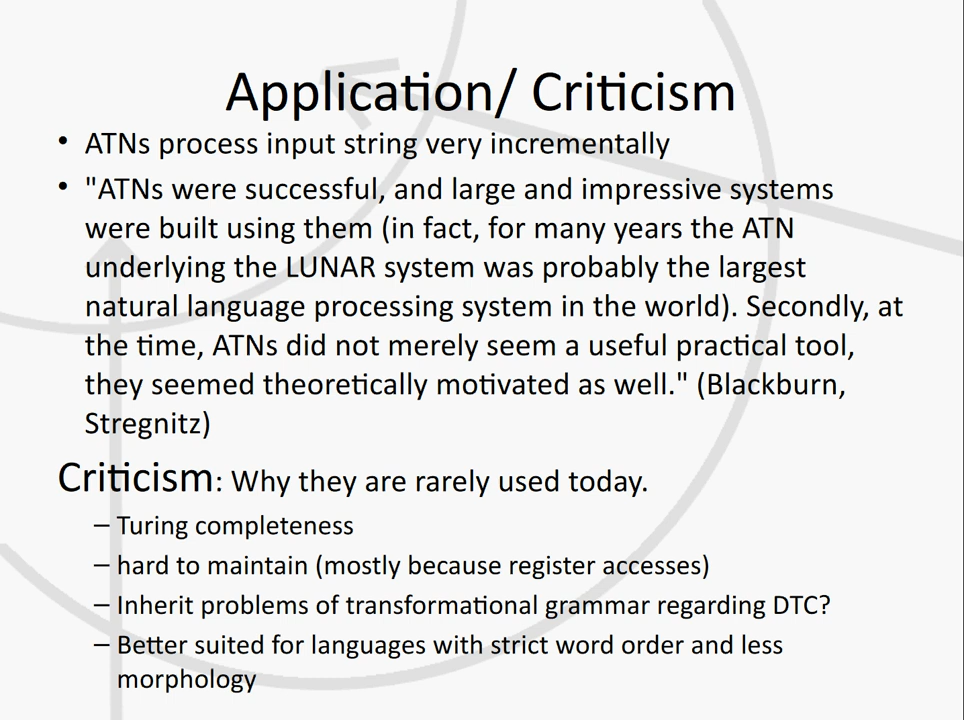 Application/ Criticism
• ATNs process input string very incrementally
• "ATNs were successful, and large and impressive systems
were built using them (in fact, for many years the ATN
underlying the LUNAR system was probably the largest
natural language processing system in the world). Secondly, at
the time, ATNs did not merely seem a useful practical tool,
they seemed theoretically motivated as well." (Blackburn,
Stregnitz)
Criticism: Why they are rarely used today.
– Turing completeness
– hard to maintain (mostly because register accesses)
– Inherit problems of transformational grammar regarding DTC?
– Better suited for languages with strict word order and less
morphology